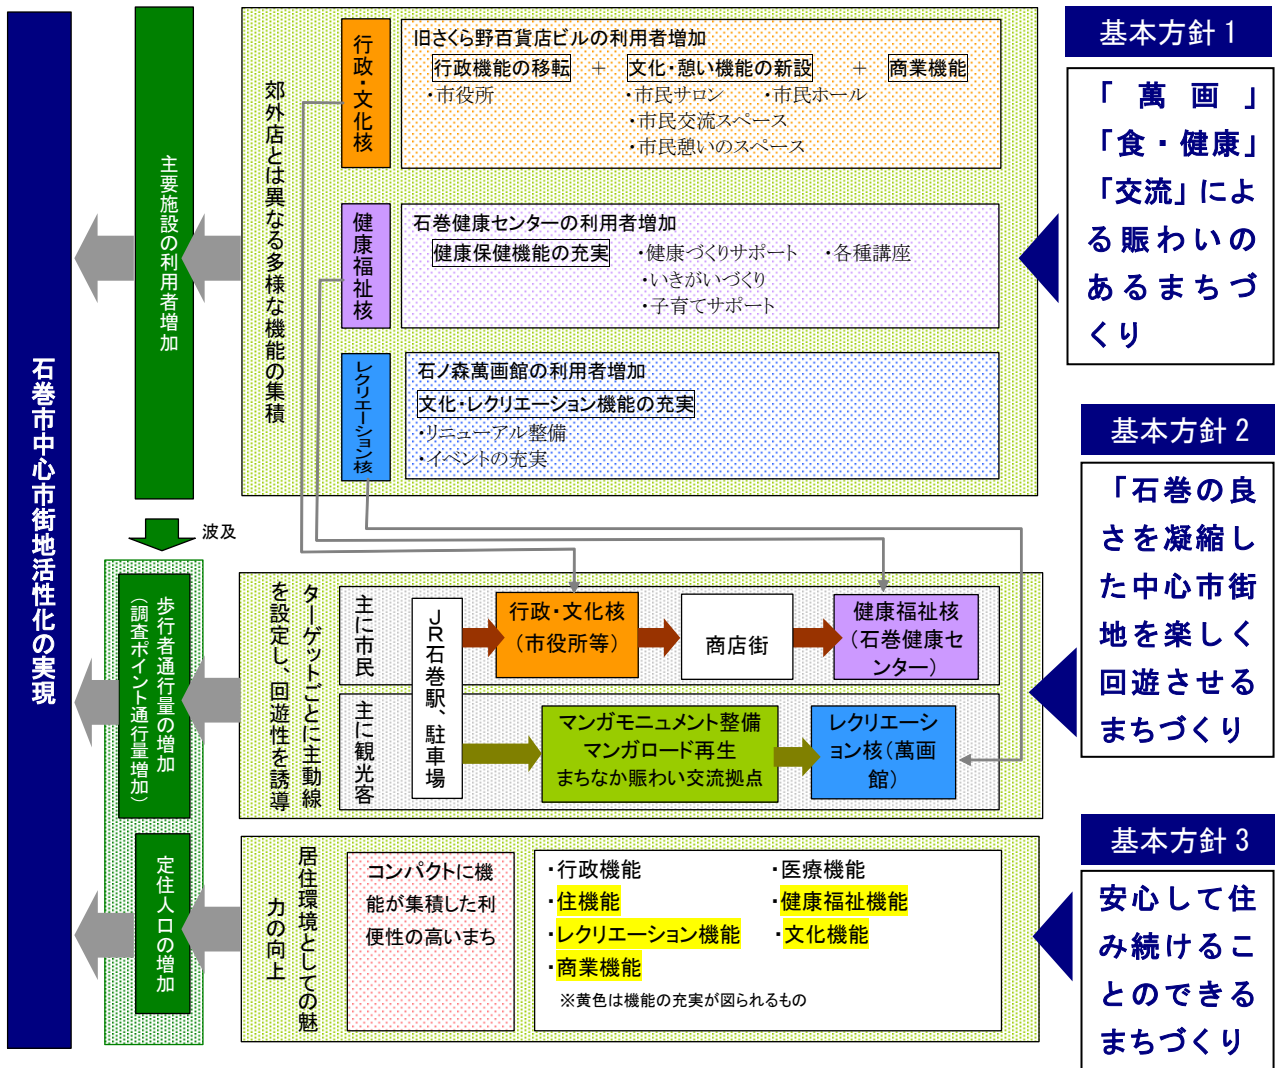 石巻市中心市街地活性化の実現
主要施設の利用者増加
波及
歩行者通行量の増加
（調査ポイント通行量増加）
定住人口の増加
郊外店とは異なる多様な機能の集積
行政・文化核
旧さくら野百貨店ビルの利用者増加
行政機能の移転 + 文化・憩い機能の新設 + 商業機能
・市役所 ・市民サロン ・市民ホール
・市民交流スペース
・市民憩いのスペース
健康福祉核
石巻健康センターの利用者増加
健康保健機能の充実 ・健康づくりサポート ・各種講座
・いきがいづくり
・子育てサポート
レクリエーション核
石ノ森萬画館の利用者増加
文化・レクリエーション機能の充実
・リニューアル整備
・イベントの充実
基本方針1
「萬画」
「食・健康」
「交流」によ
る賑わいの
あるまちづ
くり
ターゲットごとに主動線
を設定し、回遊性を誘導
主に市民
主に観光客
JR石巻駅、駐車場
行政・文化核
（市役所等）
商店街
健康福祉核
（石巻健康セ
ンター）
マンガモニュメント整備
マンガロード再生
まちなか賑わい交流拠点
レクリエーシ
ョン核（萬画
館）
基本方針2
「石巻の良
さを凝縮し
た中心市街
地を楽しく
回遊させる
まちづくり
居住環境としての魅
力の向上
コンパクトに機
能が集積した利
便性の高いまち
・行政機能 ・医療機能
・住機能 ・健康福祉機能
・レクリエーション機能 ・文化機能
・商業機能
※黄色は機能の充実が図られるもの
基本方針3
安心して住
み続けるこ
とのできる
まちづくり